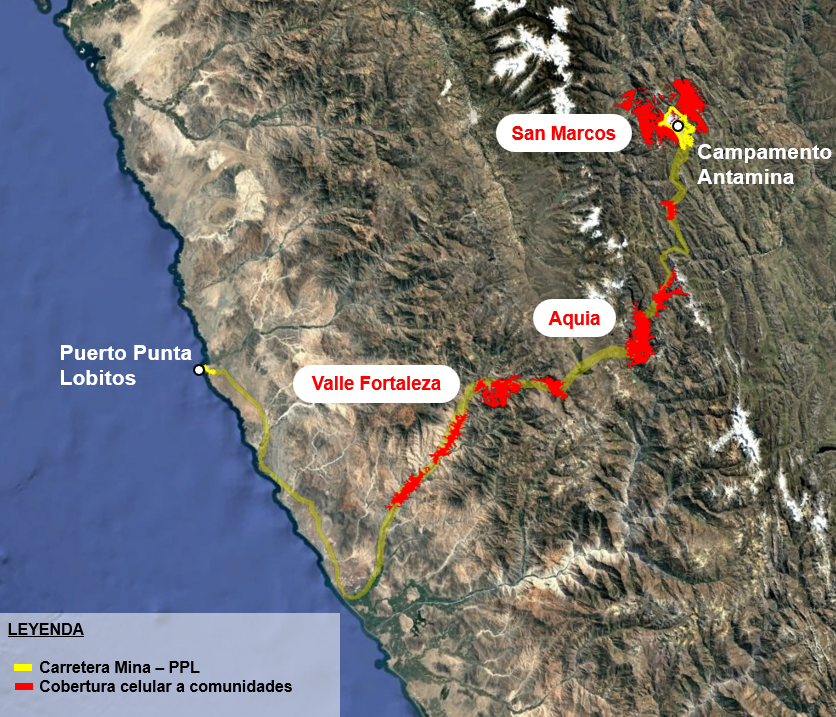 San Marcos
Campamento
Antamina
Aquia
Puerto Punta
Lobitos
Valle Fortaleza
LEYENDA
Carretera Mina – PPL
Cobertura celular a comunidades